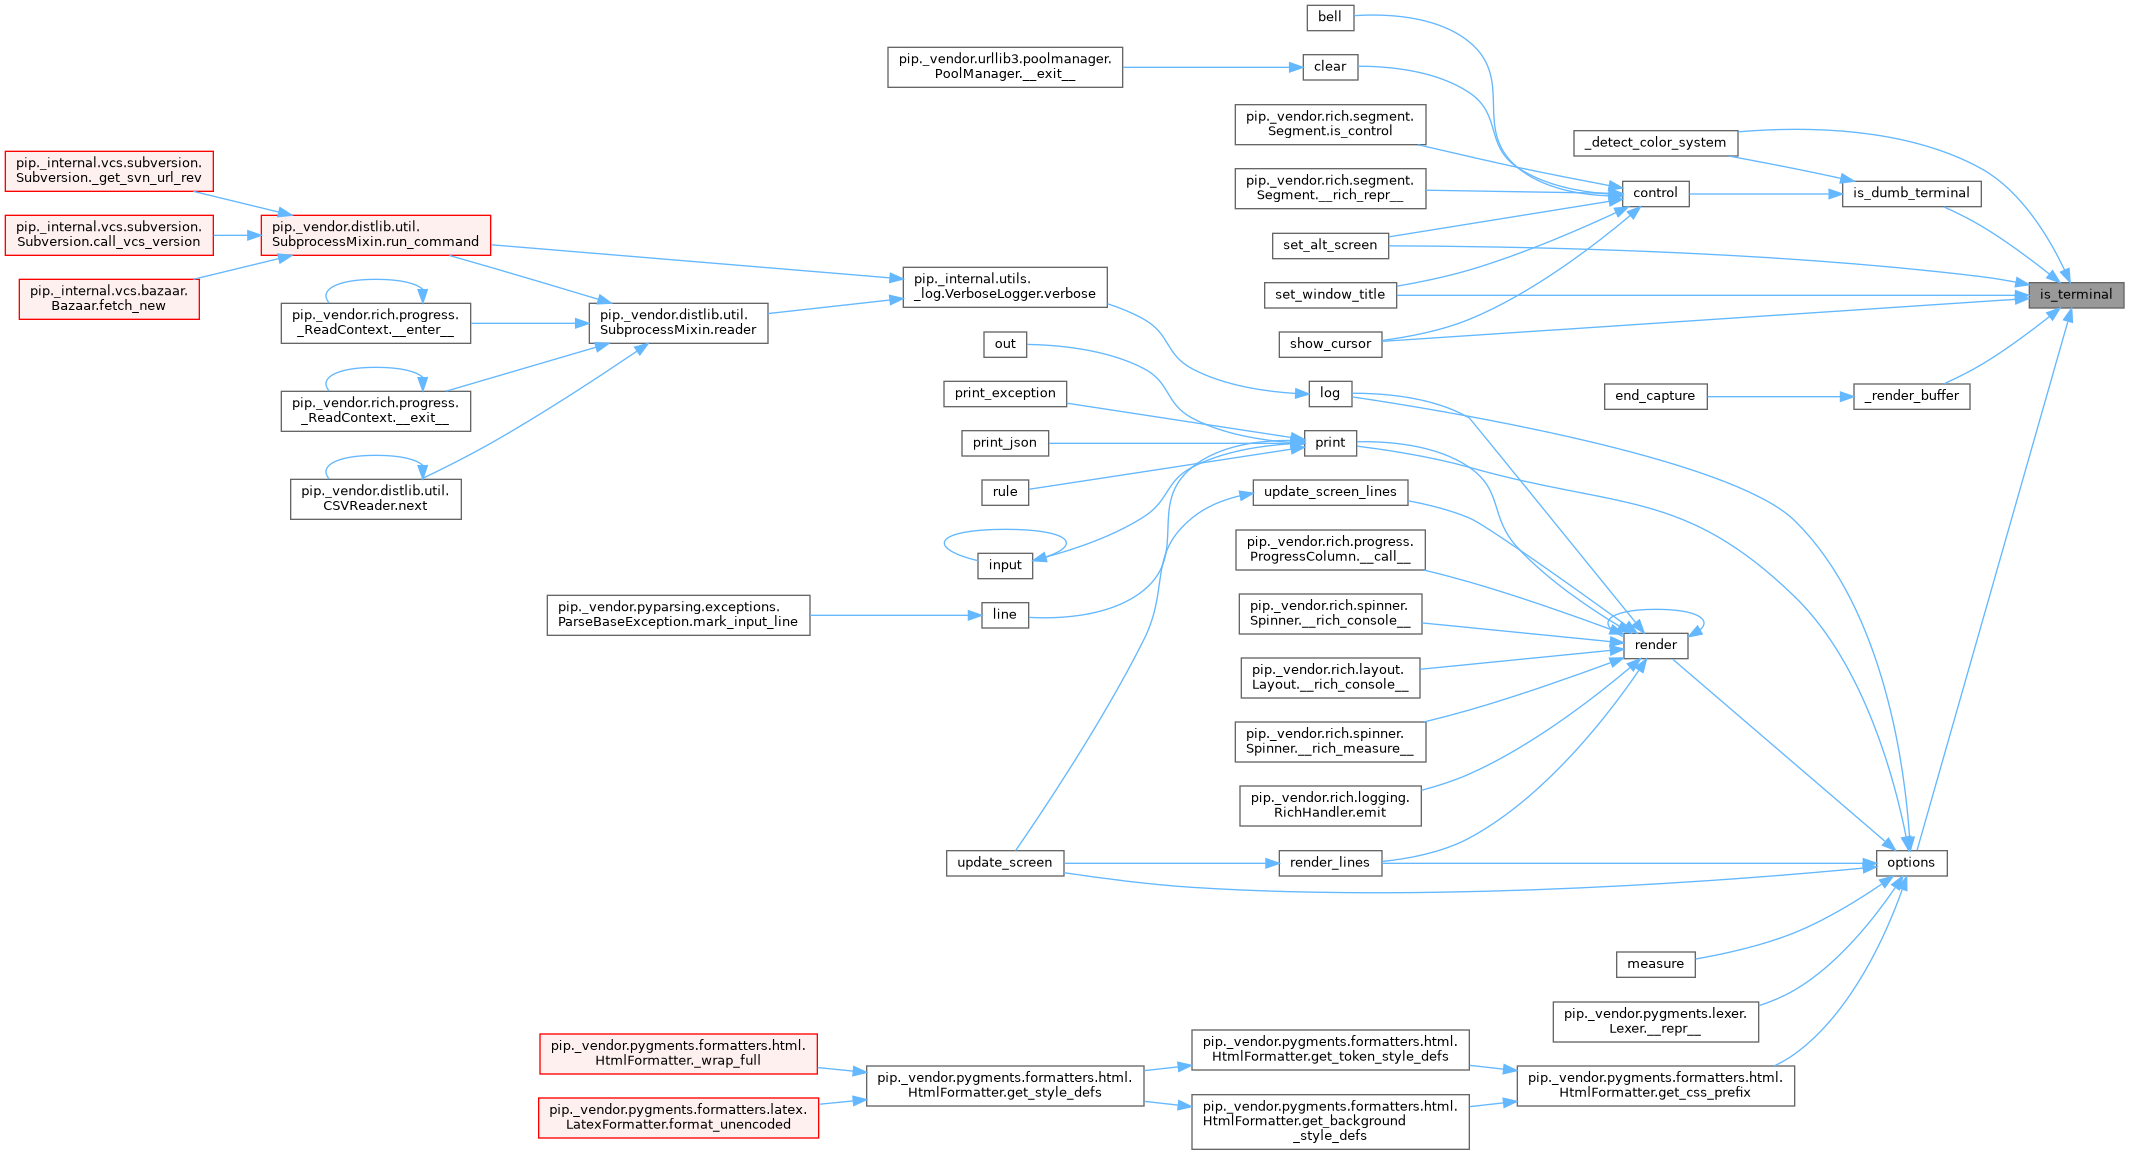 bell
pip._vendor.urllib3.poolmanager.
PoolManager.__exit__
clear
pip._vendor.rich.segment.
Segment.is_control
_detect_color_system
pip._internal.vcs.subversion.
Subversion._get_svn_url_rev
pip._vendor.rich.segment.
Segment.__rich_repr__
control
is_dumb_terminal
pip._internal.vcs.subversion.
Subversion.call_vcs_version
pip._vendor.distlib.util.
SubprocessMixin.run_command
set_alt_screen
pip._internal.vcs.bazaar.
Bazaar.fetch_new
pip._internal.utils.
_log.VerboseLogger.verbose
set_window_title
is_terminal
pip._vendor.rich.progress.
_ReadContext.__enter__
pip._vendor.distlib.util.
SubprocessMixin.reader
out
show_cursor
pip._vendor.rich.progress.
_ReadContext.__exit__
print_exception
log
end_capture
_render_buffer
print_json
print
pip._vendor.distlib.util.
CSVReader.next
rule
update_screen_lines
pip._vendor.rich.progress.
ProgressColumn.__call__
input
pip._vendor.pyparsing.exceptions.
ParseBaseException.mark_input_line
line
pip._vendor.rich.spinner.
Spinner.__rich_console__
render
pip._vendor.rich.layout.
Layout.__rich_console__
pip._vendor.rich.spinner.
Spinner.__rich_measure__
pip._vendor.rich.logging.
RichHandler.emit
update_screen
render_lines
options
measure
pip._vendor.pygments.lexer.
Lexer.__repr__
pip._vendor.pygments.formatters.html.
HtmlFormatter._wrap_full
pip._vendor.pygments.formatters.html.
HtmlFormatter.get_token_style_defs
pip._vendor.pygments.formatters.html.
HtmlFormatter.get_style_defs
pip._vendor.pygments.formatters.html.
HtmlFormatter.get_css_prefix
pip._vendor.pygments.formatters.latex.
LatexFormatter.format_unencoded
pip._vendor.pygments.formatters.html.
HtmlFormatter.get_background
_style_defs